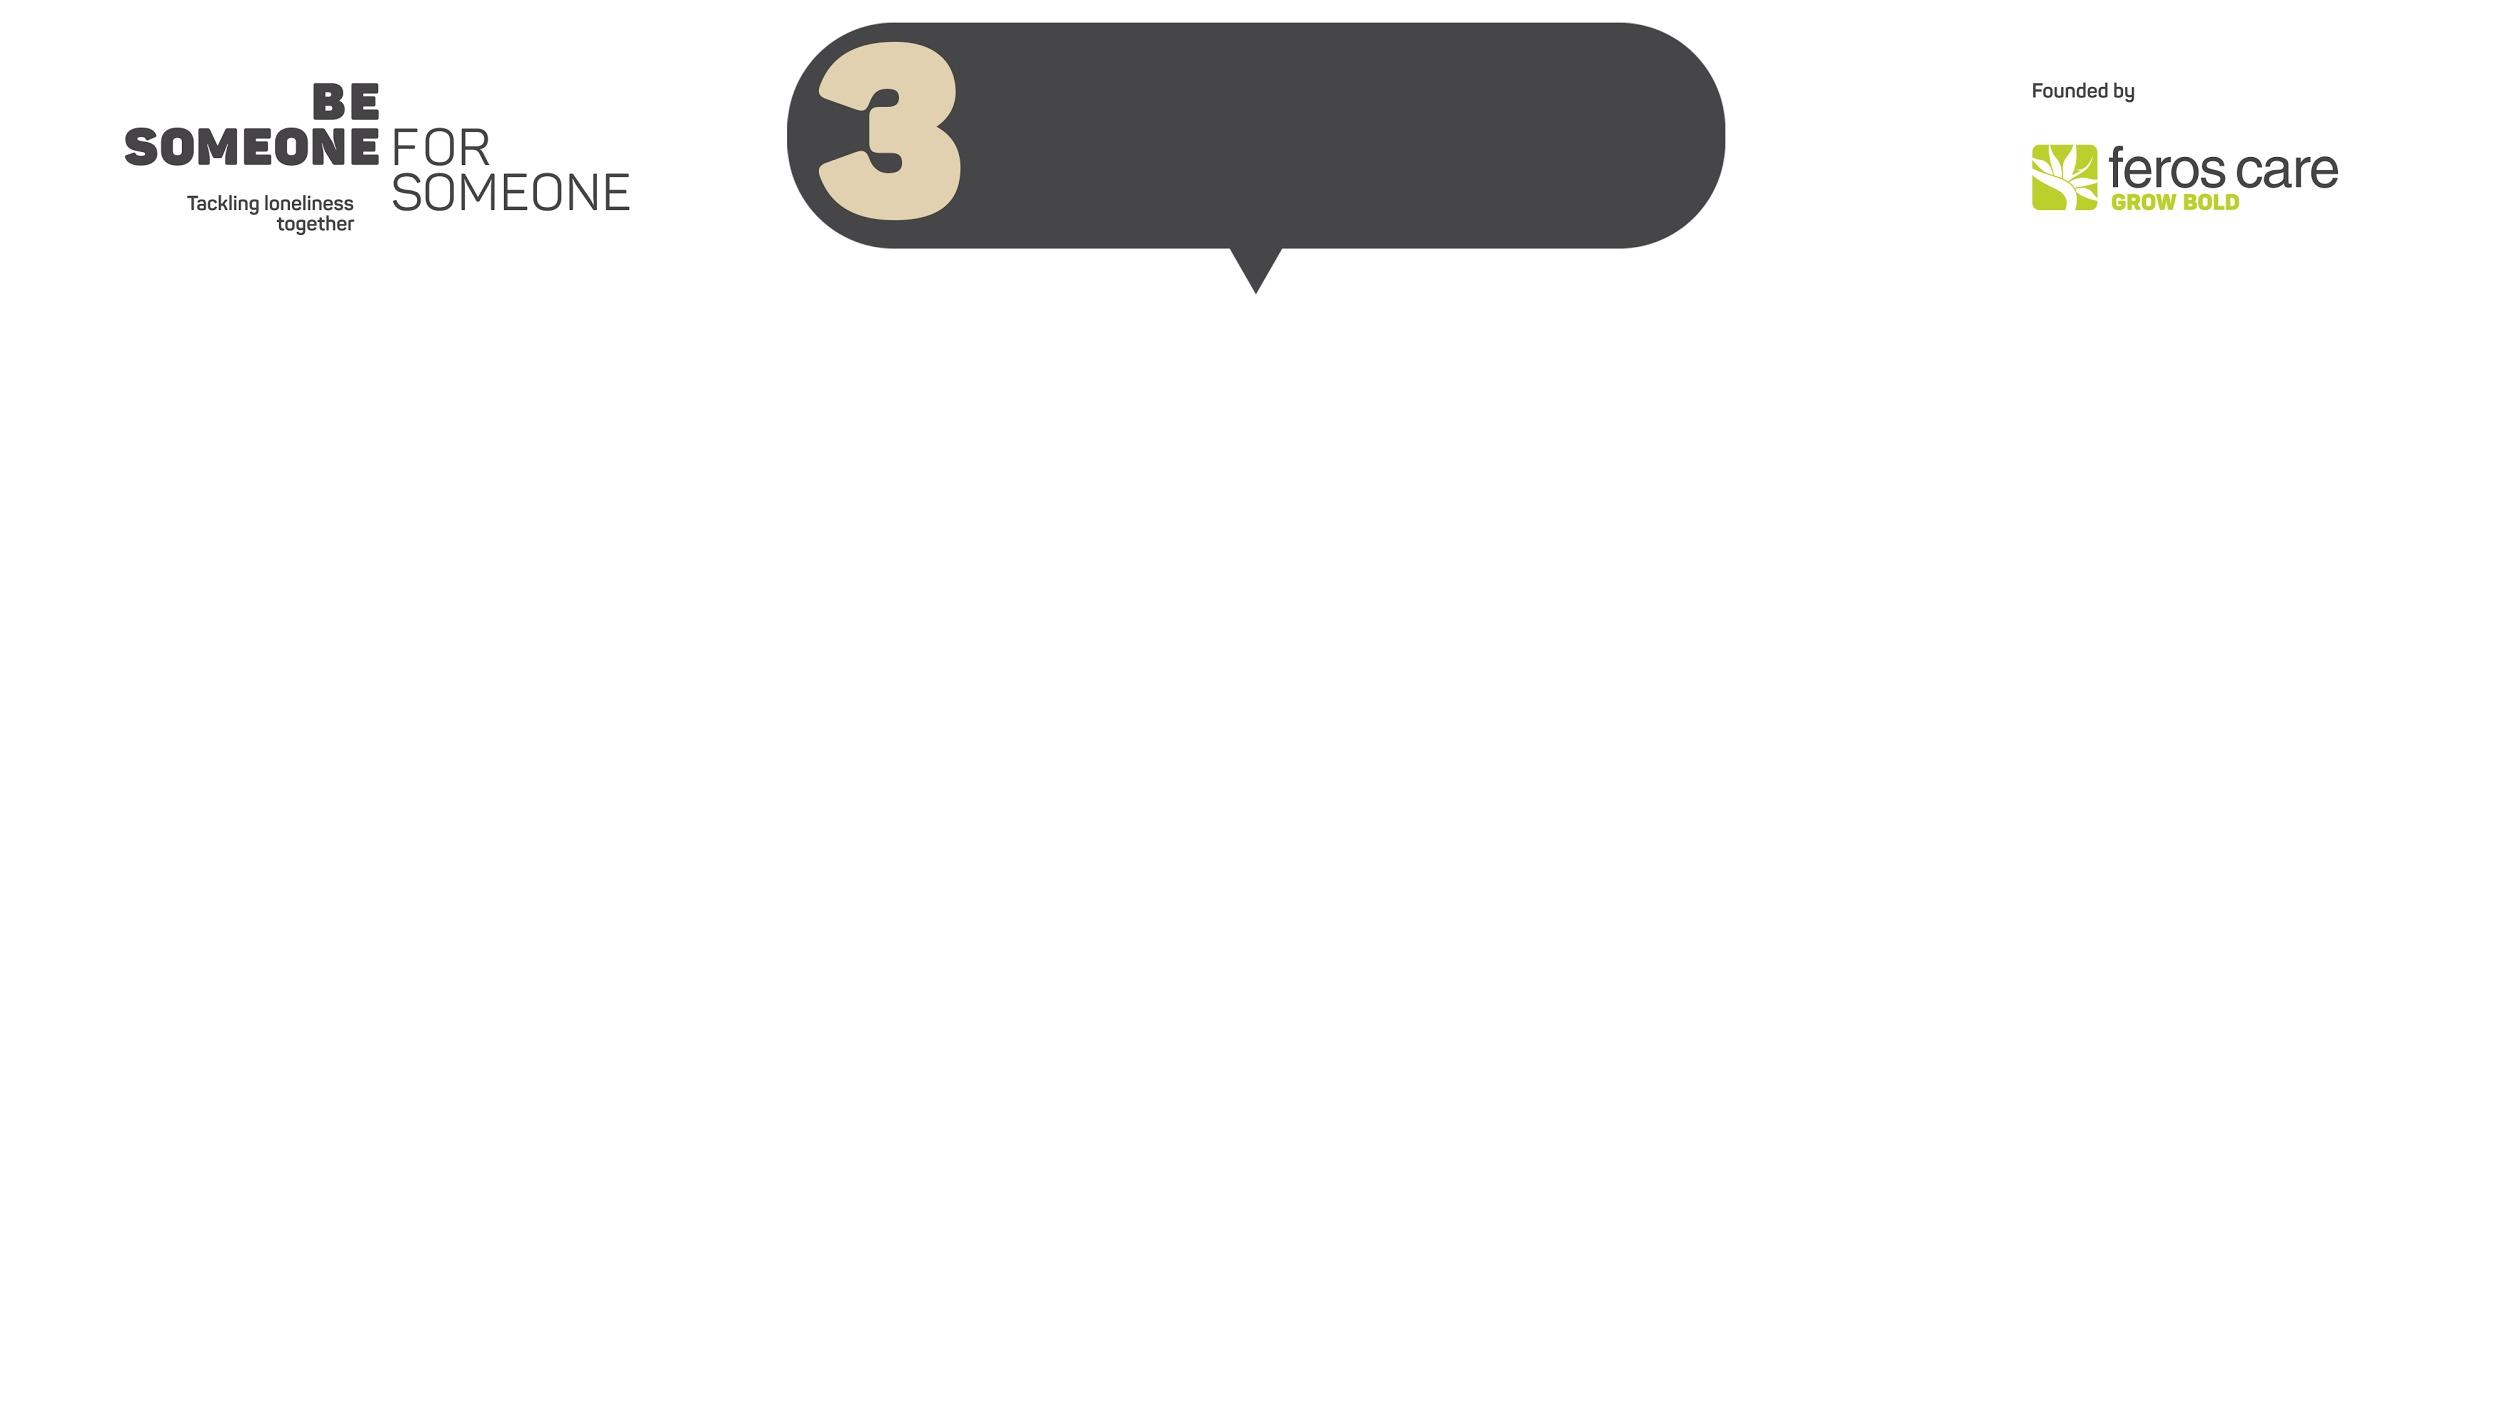 BE
SOMEONE FOR
SOMEONE
Tackling loneliness
together
3
Founded by
feros care
GROW BOLD